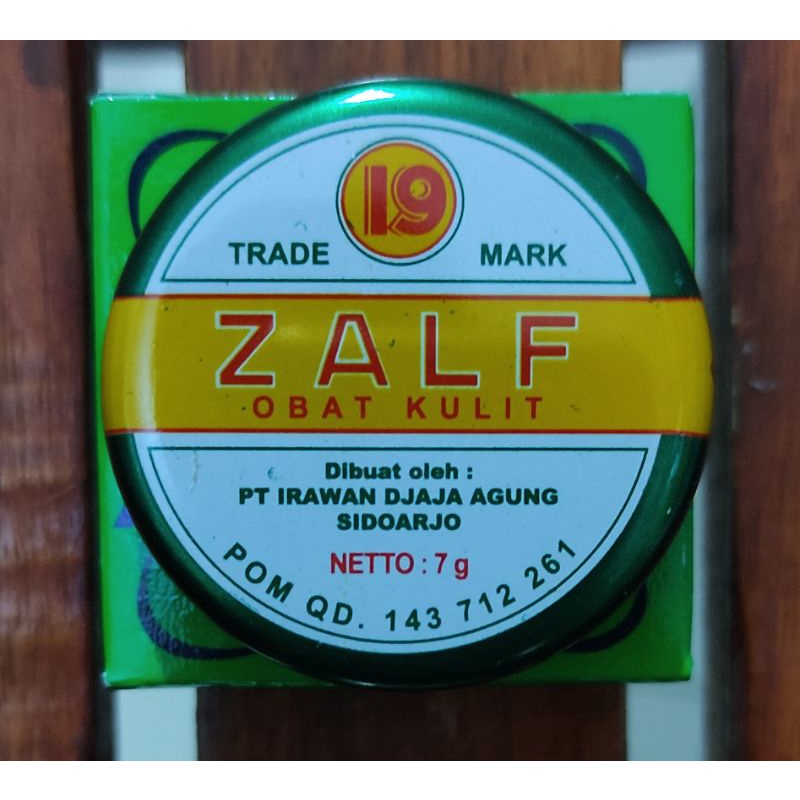 19
TRADE MARK
ZALF
OBAT KULIT
Dibuat oleh :
PT IRAWAN DJAJA AGUNG
SIDOARJO
NETTO : 7 g
POM QD. 143 712 261